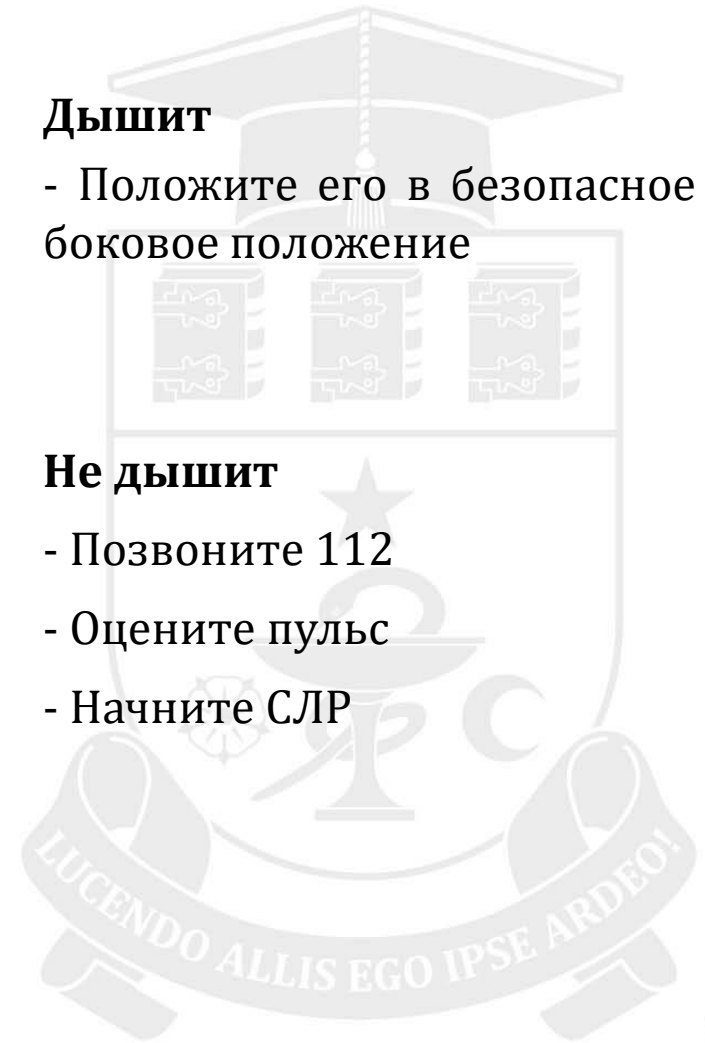 Дышит
- Положите его в безопасное
боковое положение
Не дышит
- Позвоните 112
- Оцените пульс
- Начните СЛР
LUCENDO ALLIS EGO IPSE ARDEO!